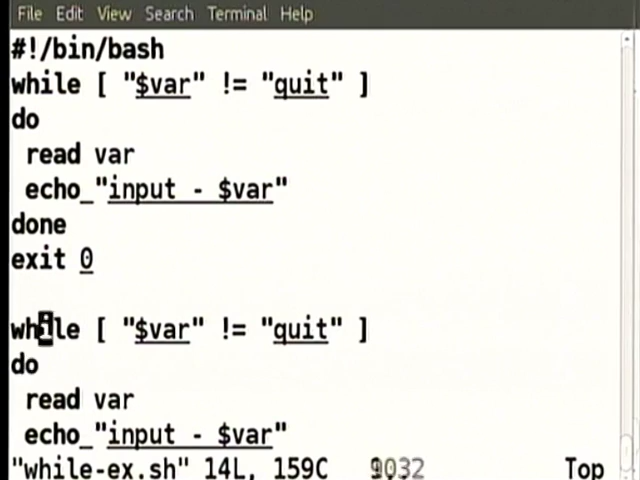 File Edit View Search Terminal Help
#!/bin/bash
while [ "$var" != "quit" ]
do
read var
echo "input - $var"
done
exit 0
while [ "$var" != "quit" ]
do
read var
echo "input - $var"
"while-ex.sh" 14L, 159C Top